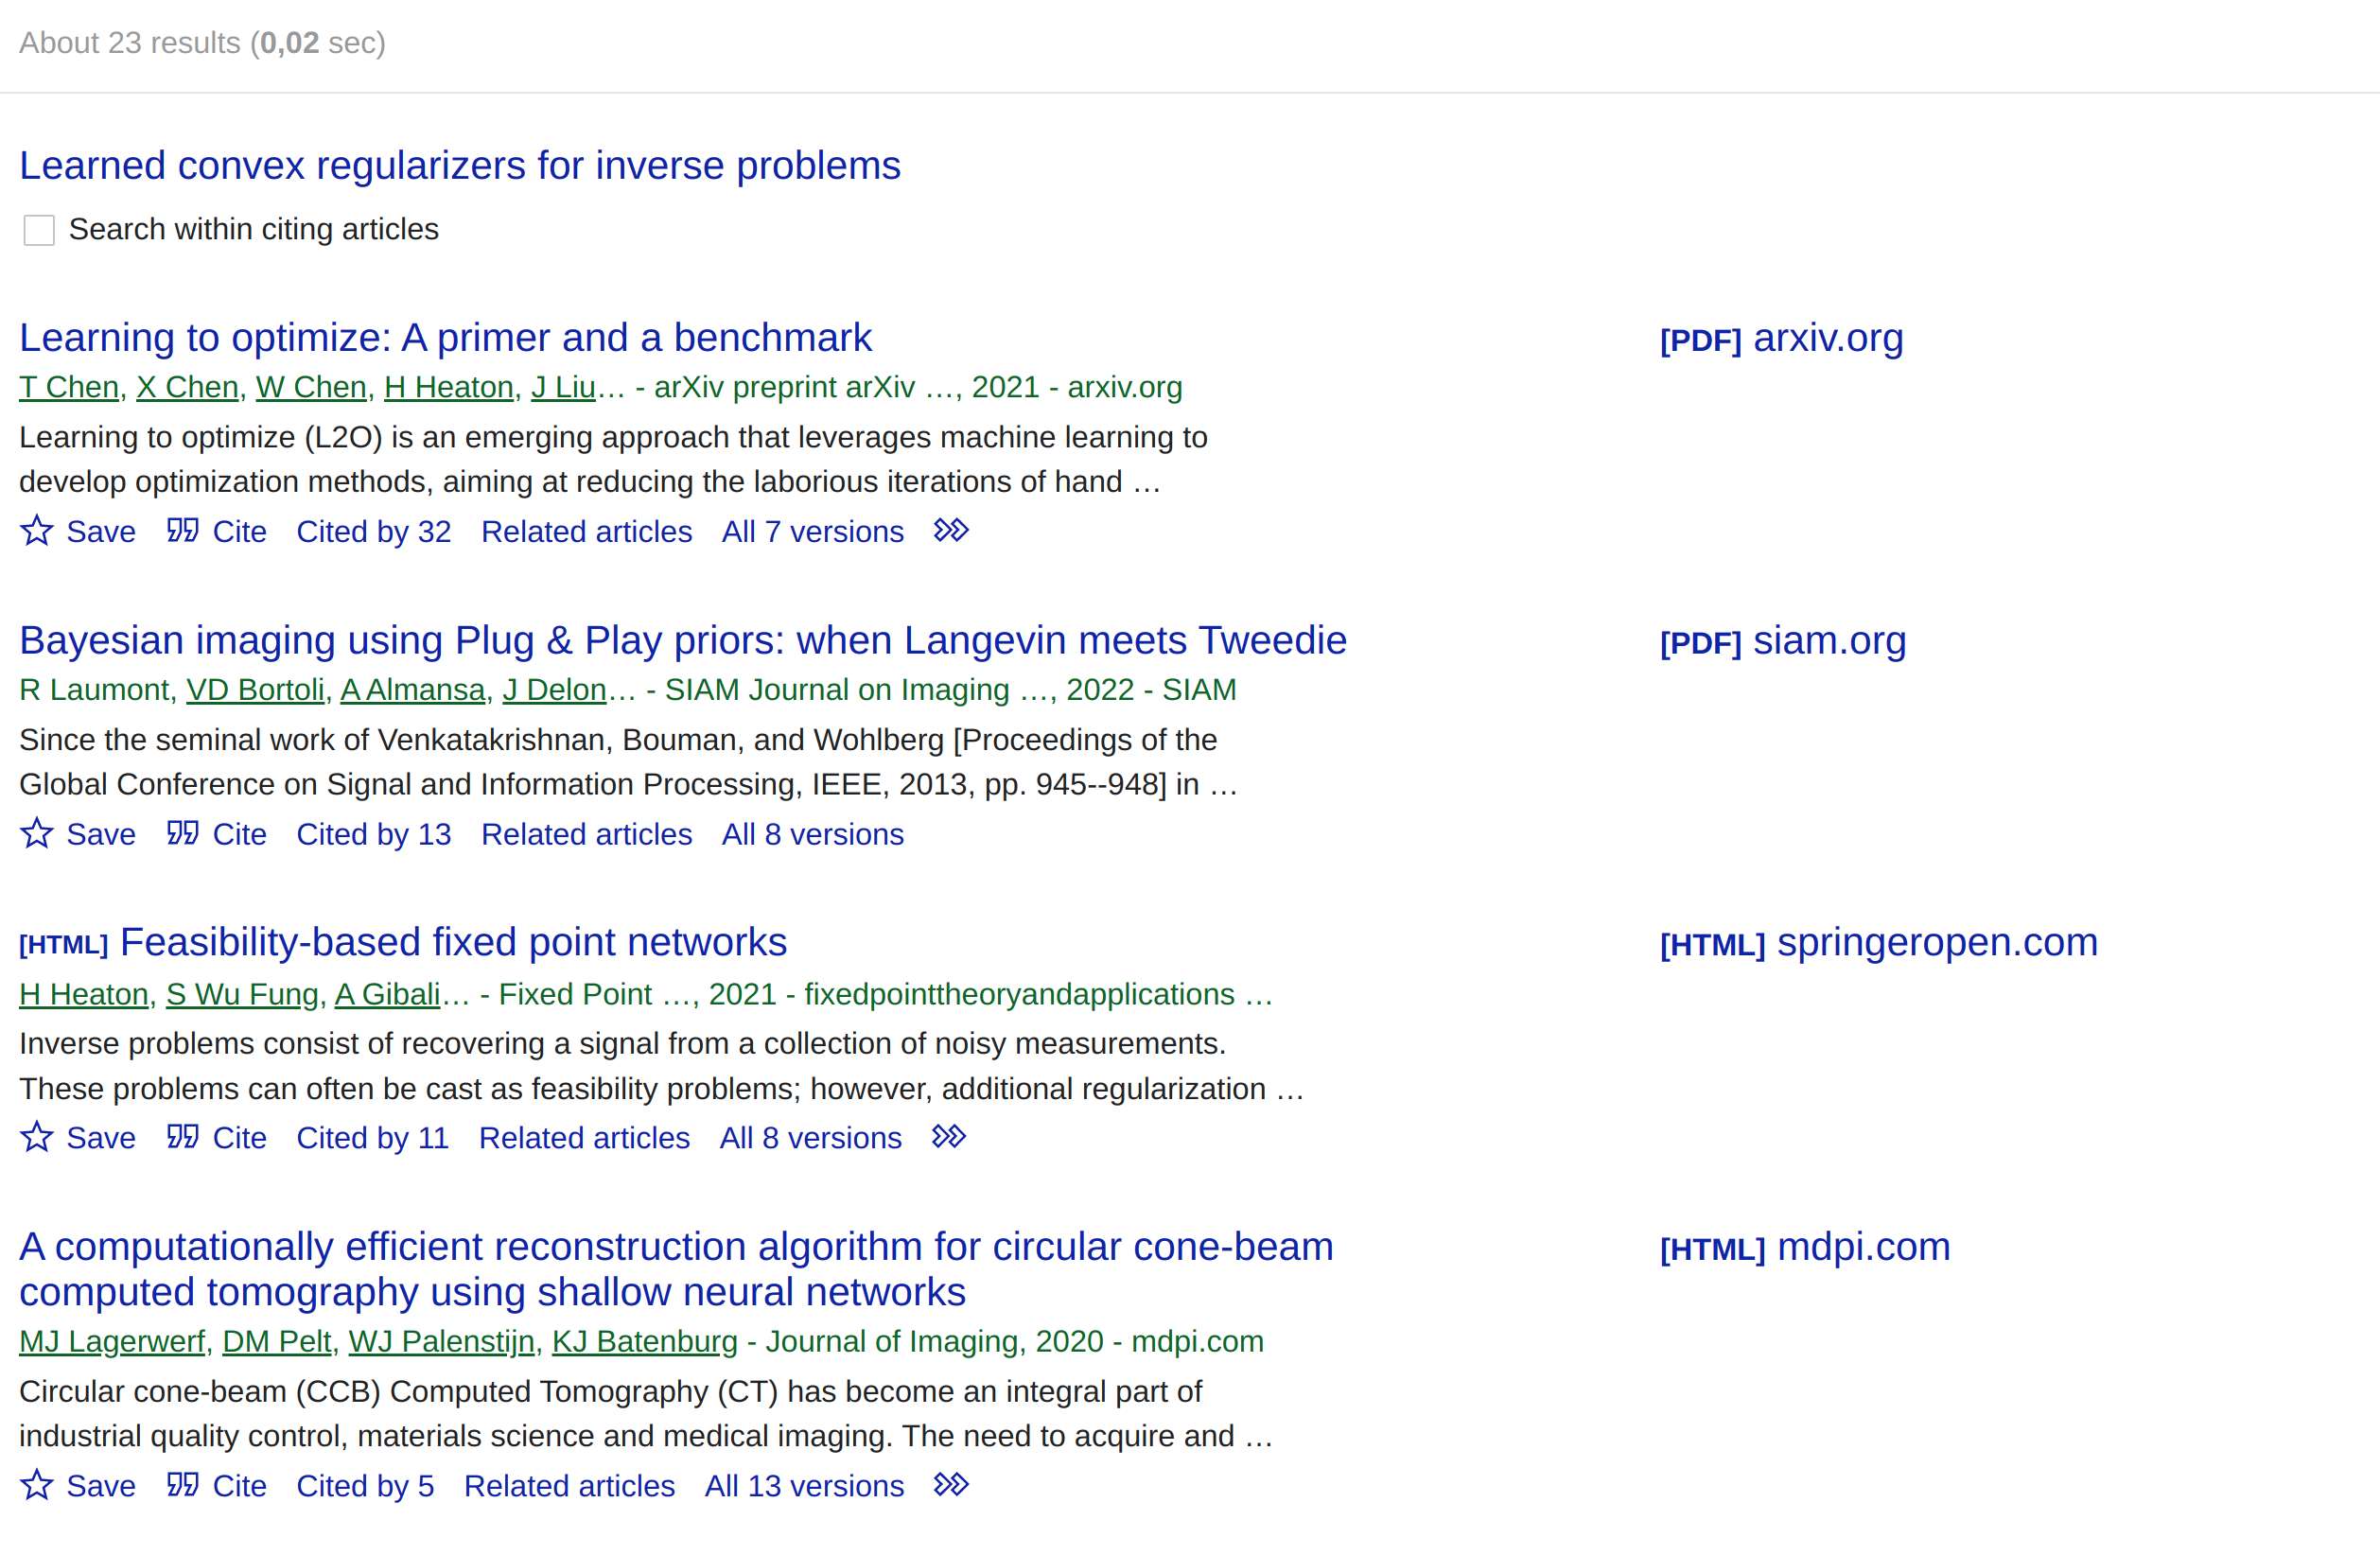 About 23 results (0,02 sec)
Learned convex regularizers for inverse problems
Search within citing articles
Learning to optimize: A primer and a benchmark
[PDF] arxiv.org
T Chen, X Chen, W Chen, H Heaton, J Liu… - arXiv preprint arXiv …, 2021 - arxiv.org
Learning to optimize (L2O) is an emerging approach that leverages machine learning to
develop optimization methods, aiming at reducing the laborious iterations of hand …
Save Cite Cited by 32 Related articles All 7 versions
Bayesian imaging using Plug & Play priors: when Langevin meets Tweedie
[PDF] siam.org
R Laumont, VD Bortoli, A Almansa, J Delon… - SIAM Journal on Imaging …, 2022 - SIAM
Since the seminal work of Venkatakrishnan, Bouman, and Wohlberg [Proceedings of the
Global Conference on Signal and Information Processing, IEEE, 2013, pp. 945--948] in …
Save Cite Cited by 13 Related articles All 8 versions
[HTML] Feasibility-based fixed point networks
[HTML] springeropen.com
H Heaton, S Wu Fung, A Gibali… - Fixed Point …, 2021 - fixedpointtheoryandapplications …
Inverse problems consist of recovering a signal from a collection of noisy measurements.
These problems can often be cast as feasibility problems; however, additional regularization …
Save Cite Cited by 11 Related articles All 8 versions
A computationally efficient reconstruction algorithm for circular cone-beam
computed tomography using shallow neural networks
[HTML] mdpi.com
MJ Lagerwerf, DM Pelt, WJ Palenstijn, KJ Batenburg - Journal of Imaging, 2020 - mdpi.com
Circular cone-beam (CCB) Computed Tomography (CT) has become an integral part of
industrial quality control, materials science and medical imaging. The need to acquire and …
Save Cite Cited by 5 Related articles All 13 versions